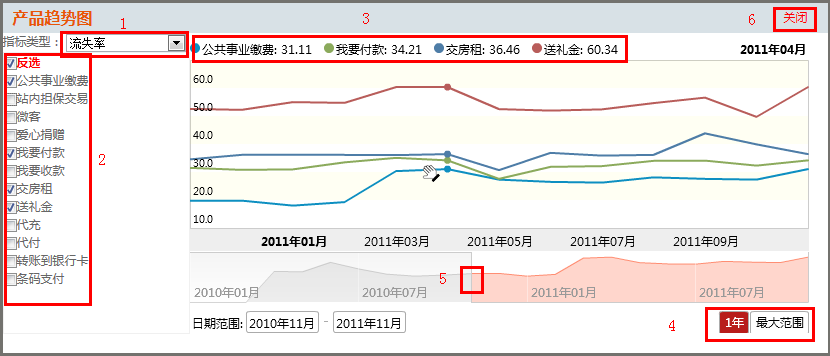 产品趋势图
1
3
6
关闭
指标类型：
流失率
公共事业缴费: 31.11
我要付款: 34.21
交房租: 36.46
送礼金: 60.34
2011年04月
反选
公共事业缴费
站内担保交易
微客
爱心捐赠
我要付款
我要收款
交房租
送礼金
代充
代付
转账到银行卡
条码支付
2
60.0
50.0
40.0
30.0
20.0
10.0
2011年01月
2011年03月
2011年05月
2011年07月
2011年09月
5
2010年01月
2010年07月
2011年01月
2011年07月
日期范围:
2010年11月
-
2011年11月
4
1年
最大范围